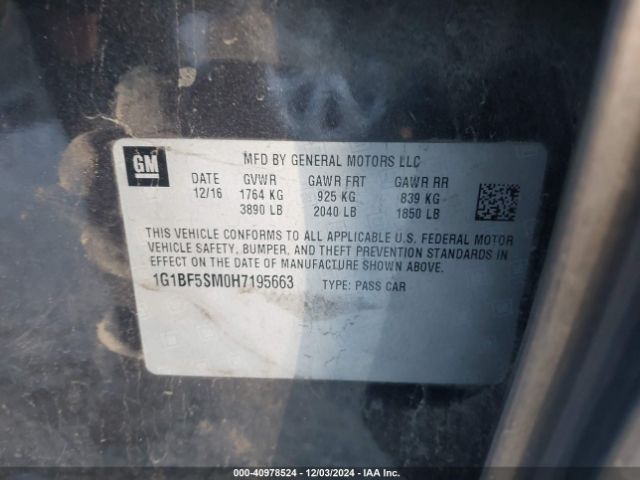 GM
MFD BY GENERAL MOTORS LLC
DATE GVWR GAWR FRT GAWR RR
12/16 1764 KG 925 KG 839 KG
3890 LB 2040 LB 1850 LB
THIS VEHICLE CONFORMS TO ALL APPLICABLE U.S. FEDERAL MOTOR
VEHICLE SAFETY, BUMPER, AND THEFT PREVENTION STANDARDS IN
EFFECT ON THE DATE OF MANUFACTURE SHOWN ABOVE.
1G1BF5SM0H7195663 TYPE: PASS CAR
000-40978524 - 12/03/2024 - IAA Inc.